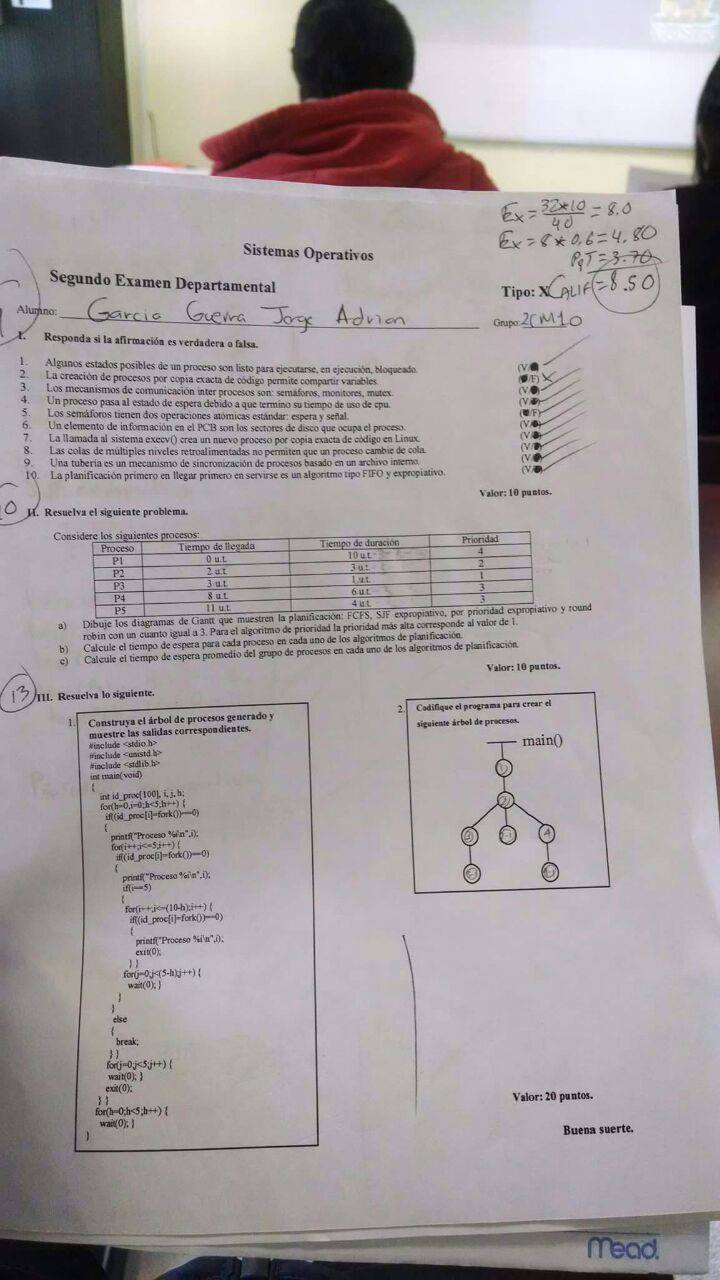 Ex = 32*10/40 = 8.0
Ex = 8*0.6=4.80
PyT=3.70
Sistemas Operativos
Segundo Examen Departamental
Tipo: X
CALIF=8.50
Alumno: Garcia Guerra Jorge Adrian
Grupo: 2CM10
I. Responda si la afirmación es verdadera o falsa.
1. Algunos estados posibles de un proceso son listo para ejecutarse, en ejecución, bloqueado.
2. La creación de procesos por copia exacta de código permite compartir variables.
3. Los mecanismos de comunicación inter procesos son: semáforos, monitores, mutex.
4. Un proceso pasa al estado de espera debido a que termino su tiempo de uso de cpu.
5. Los semáforos tienen dos operaciones atómicas estándar: espera y señal.
6. Un elemento de información en el PCB son los sectores de disco que ocupa el proceso.
7. La llamada al sistema execv() crea un nuevo proceso por copia exacta de código en Linux.
8. Las colas de múltiples niveles retroalimentadas no permiten que un proceso cambie de cola.
9. Una tubería es un mecanismo de sincronización de procesos basado en un archivo interno.
10. La planificación primero en llegar primero en servirse es un algoritmo tipo FIFO y expropiativo.
Valor: 10 puntos.
II. Resuelva el siguiente problema.
Considere los siguientes procesos:
Proceso Tiempo de llegada Tiempo de duración Prioridad
P1 0 u.t. 10 u.t. 4
P2 2 u.t. 3 u.t. 2
P3 3 u.t. 1 u.t. 1
P4 8 u.t. 6 u.t. 3
P5 11 u.t. 4 u.t. 3
a) Dibuje los diagramas de Gantt que muestren la planificación: FCFS, SJF expropiativo, por prioridad expropiativo y round
robin con un cuanto igual a 3. Para el algoritmo de prioridad la prioridad más alta corresponde al valor de 1.
b) Calcule el tiempo de espera para cada proceso en cada uno de los algoritmos de planificación.
c) Calcule el tiempo de espera promedio del grupo de procesos en cada uno de los algoritmos de planificación.
Valor: 10 puntos.
13
III. Resuelva lo siguiente.
1. Construya el árbol de procesos generado y
muestre las salidas correspondientes.
#include <stdio.h>
#include <unistd.h>
#include <stdlib.h>
int main(void)
{
int id_proc[100], i, j, h;
for(h=0,i=0;h<5;h++) {
if((id_proc[i]=fork())==0)
{
printf("Proceso %i\n",i);
for(i++;i<=5;i++) {
if((id_proc[i]=fork())==0)
{
printf("Proceso %i\n",i);
if(i==5)
{
for(i++;i<=(10-h);i++) {
if((id_proc[i]=fork())==0)
{
printf("Proceso %i\n",i);
exit(0);
} }
for(j=0;j<(5-h);j++) {
wait(0); }
}
}
else
{
break;
} }
for(j=0;j<5;j++) {
wait(0); }
exit(0);
} }
for(h=0;h<5;h++) {
wait(0); }
}
2. Codifique el programa para crear el
siguiente árbol de procesos.
main()
1
2
3
4
Valor: 20 puntos.
Buena suerte.
Mead